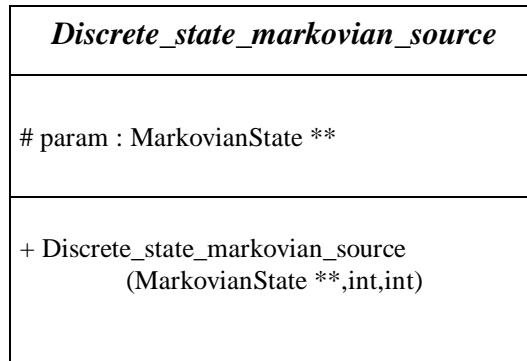 Discrete_state_markovian_source
# param : MarkovianState **
+ Discrete_state_markovian_source
(MarkovianState **,int,int)